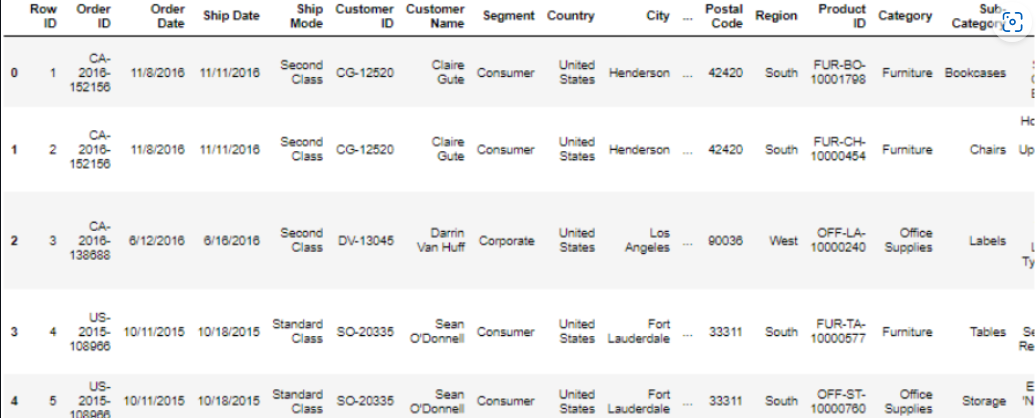 Row ID Order ID Order Date Ship Date Ship Mode Customer ID Customer Name Segment Country City ... Postal Code Region Product ID Category Sub-Category
0 1 CA-2016-152156 11/8/2016 11/11/2016 Second Class CG-12520 Claire Gute Consumer United States Henderson ... 42420 South FUR-BO-10001798 Furniture Bookcases
1 2 CA-2016-152156 11/8/2016 11/11/2016 Second Class CG-12520 Claire Gute Consumer United States Henderson ... 42420 South FUR-CH-10000454 Furniture Chairs Up
2 3 CA-2016-138688 6/12/2016 6/16/2016 Second Class DV-13045 Darrin Van Huff Corporate United States Los Angeles ... 90036 West OFF-LA-10000240 Office Supplies Labels Ty
3 4 US-2015-108966 10/11/2015 10/18/2015 Standard Class SO-20335 Sean O'Donnell Consumer United States Fort Lauderdale ... 33311 South FUR-TA-10000577 Furniture Tables Se Re
4 5 US-2015-108966 10/11/2015 10/18/2015 Standard Class SO-20335 Sean O'Donnell Consumer United States Fort Lauderdale ... 33311 South OFF-ST-10000760 Office Supplies Storage